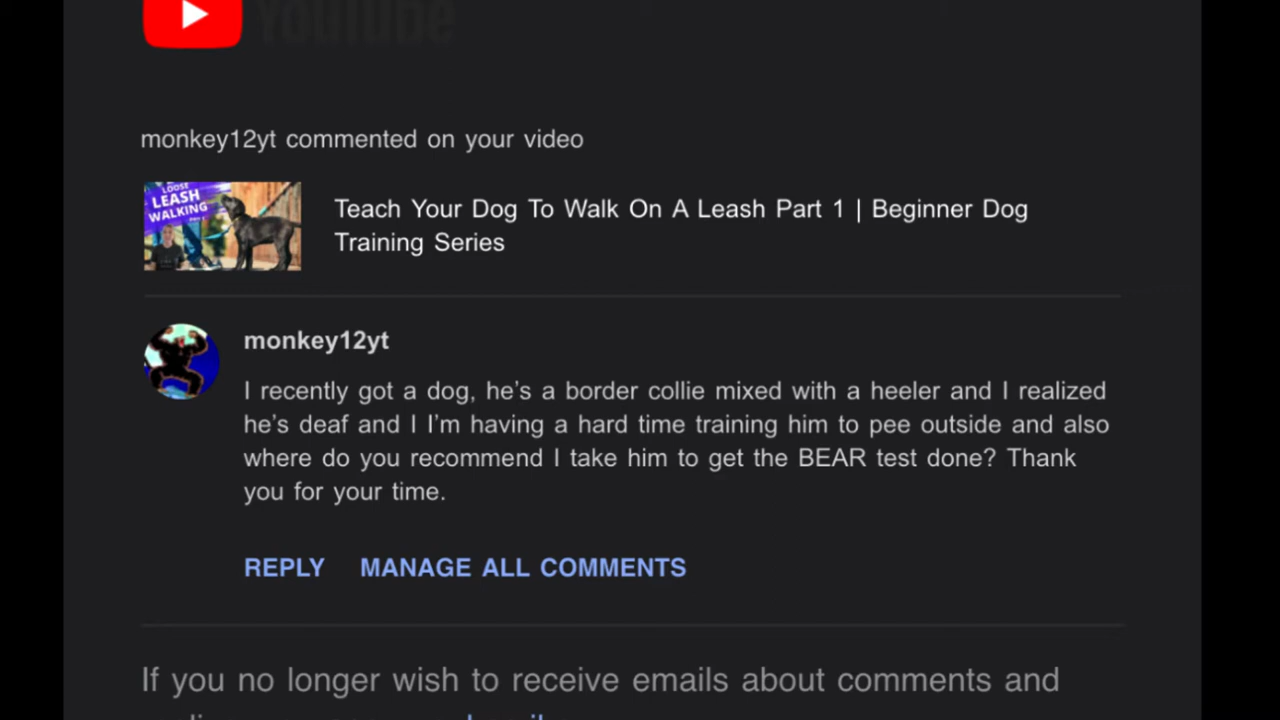 YouTube
monkey12yt commented on your video
LOOSE
LEASH
WALKING
Teach Your Dog To Walk On A Leash Part 1 | Beginner Dog
Training Series
monkey12yt
I recently got a dog, he's a border collie mixed with a heeler and I realized
he's deaf and I I'm having a hard time training him to pee outside and also
where do you recommend I take him to get the BEAR test done? Thank
you for your time.
REPLY MANAGE ALL COMMENTS
If you no longer wish to receive emails about comments and